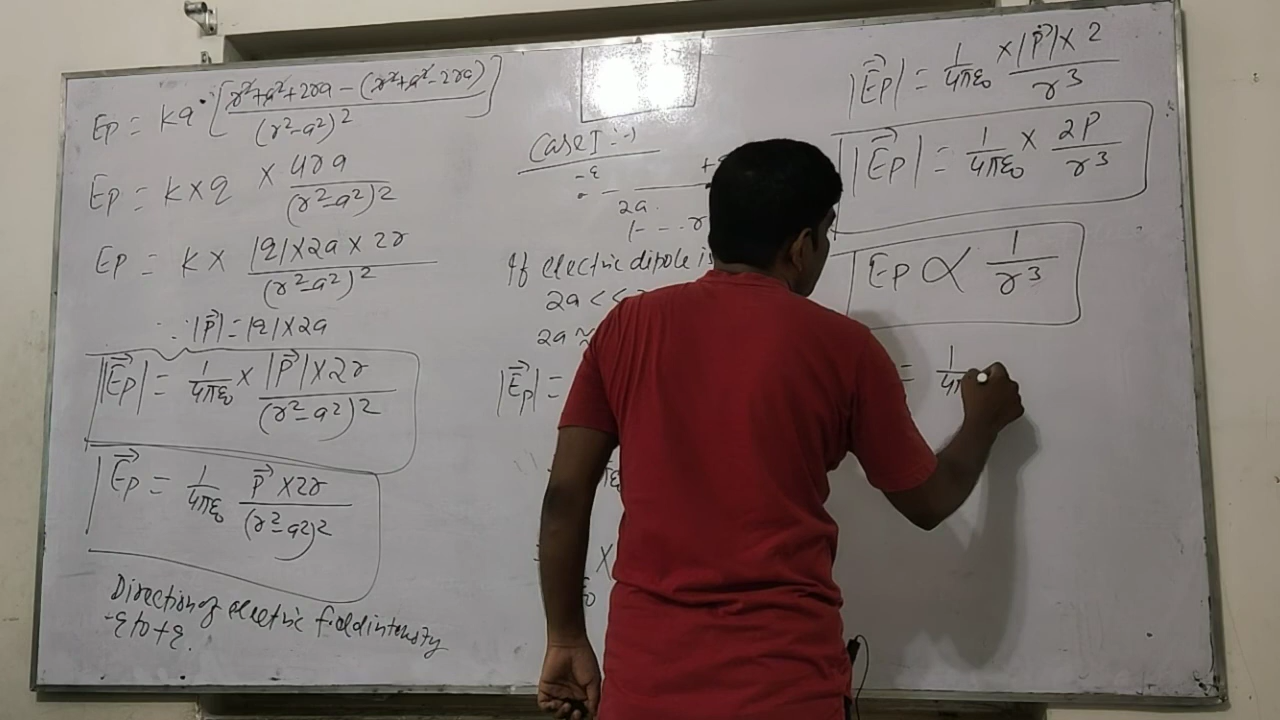 Ep = kq · [r²+a²+2ra − (r²+a²−2ra) / (r²−a²)²]
Ep = k×q × 4ra / (r²−a²)²
Ep = k × |q|×2a×2r / (r²−a²)²
∵ |P⃗| = |q|×2a
|E⃗p| = 1/4πε₀ × |P⃗|×2r / (r²−a²)²
E⃗p = 1/4πε₀ P⃗×2r / (r²−a²)²
Direction of electric field intensity
-q to +q.
Case I :→
-q +
2a
r
If electric dipole is
2a <<
2a ≈
|E⃗p| =
×
|E⃗p| = 1/4πε₀ × |P⃗|×2 / r³
|E⃗p| = 1/4πε₀ × 2P / r³
Ep ∝ 1/r³
= 1/4π